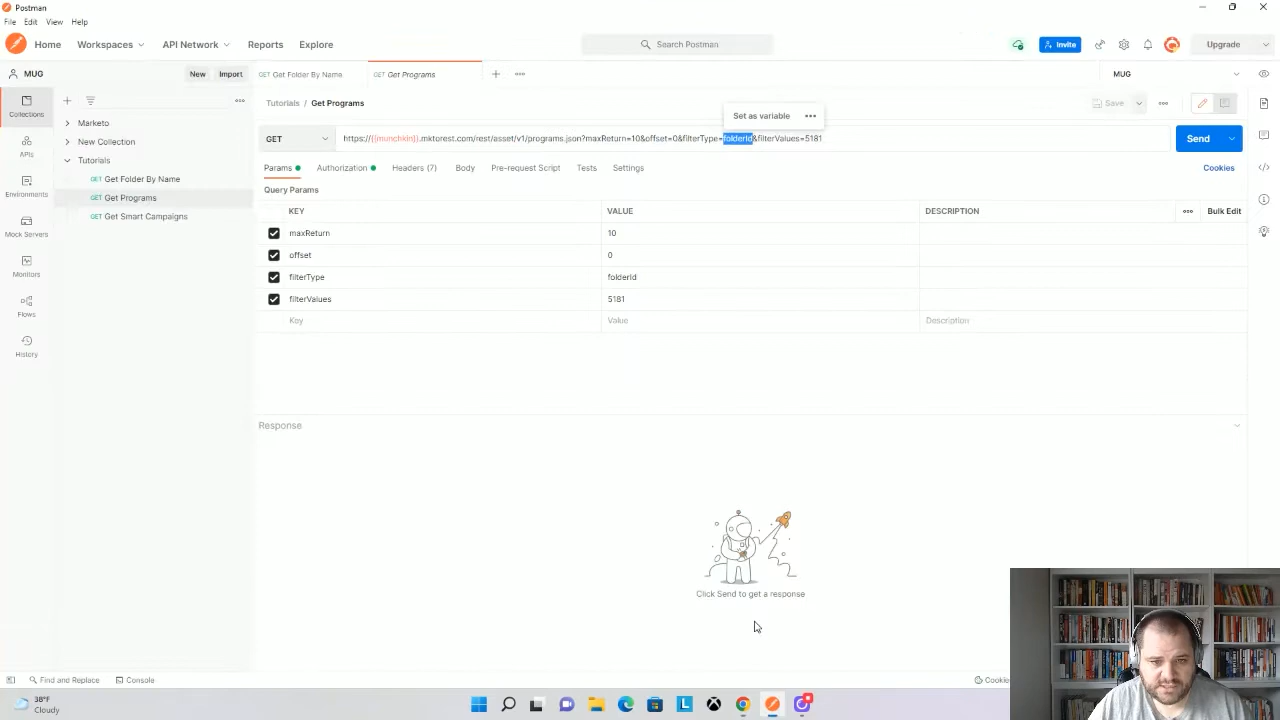 Postman
File Edit View Help
Home Workspaces API Network Reports Explore Search Postman Invite Upgrade
MUG New Import GET Get Folder By Name GET Get Programs MUG
Collections
APIs
Environments
Mock Servers
Monitors
Flows
History
Marketo
New Collection
Tutorials
GET Get Folder By Name
GET Get Programs
GET Get Smart Campaigns
Tutorials / Get Programs Save
Set as variable
GET https://{{munchkin}}.mktorest.com/rest/asset/v1/programs.json?maxReturn=10&offset=0&filterType=folderId&filterValues=5181 Send
Params Authorization Headers (7) Body Pre-request Script Tests Settings Cookies
Query Params
KEY VALUE DESCRIPTION Bulk Edit
maxReturn 10
offset 0
filterType folderId
filterValues 5181
Key Value Description
Response
Click Send to get a response
Find and Replace Console Cookie
38°F
Cloudy